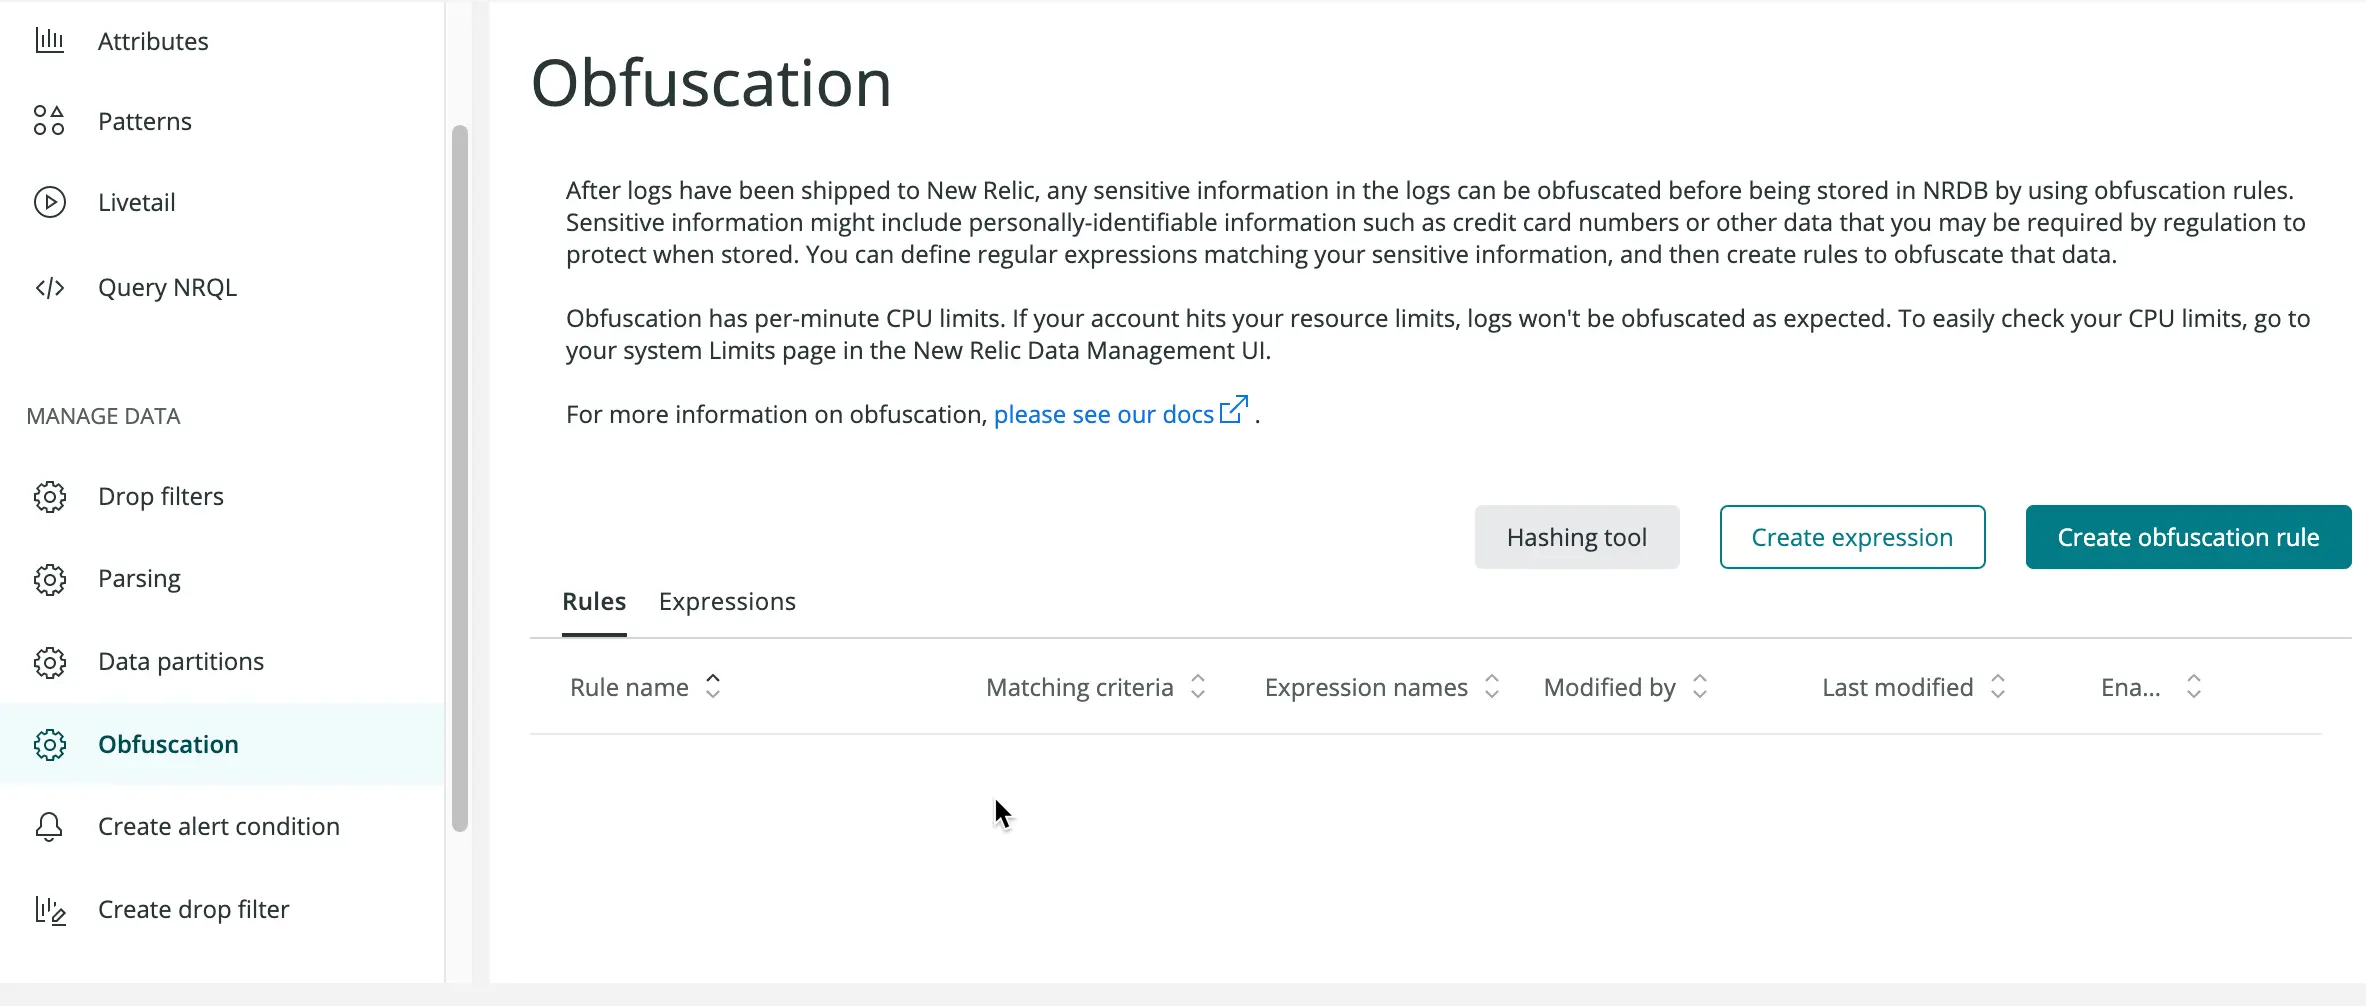 Attributes
Patterns
Livetail
Query NRQL
MANAGE DATA
Drop filters
Parsing
Data partitions
Obfuscation
Create alert condition
Create drop filter
Obfuscation
After logs have been shipped to New Relic, any sensitive information in the logs can be obfuscated before being stored in NRDB by using obfuscation rules.
Sensitive information might include personally-identifiable information such as credit card numbers or other data that you may be required by regulation to
protect when stored. You can define regular expressions matching your sensitive information, and then create rules to obfuscate that data.
Obfuscation has per-minute CPU limits. If your account hits your resource limits, logs won't be obfuscated as expected. To easily check your CPU limits, go to
your system Limits page in the New Relic Data Management UI.
For more information on obfuscation, please see our docs .
Hashing tool Create expression Create obfuscation rule
Rules Expressions
Rule name Matching criteria Expression names Modified by Last modified Ena...